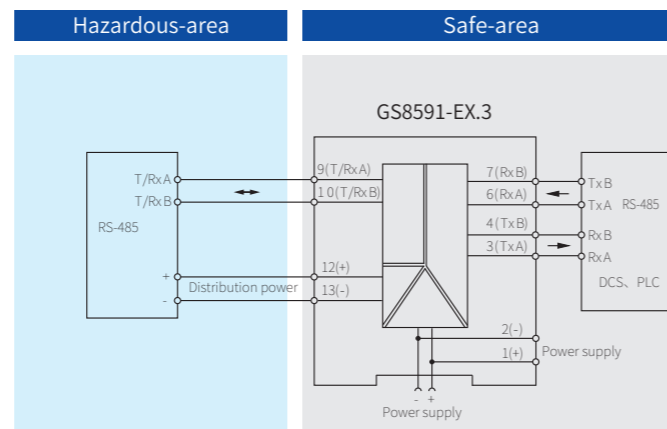 Hazardous-area
Safe-area
GS8591-EX.3
T/RxA
9(T/RxA)
7(RxB)
TxB
T/RxB
10(T/RxB)
6(RxA)
TxA
RS-485
RS-485
4(TxB)
RxB
3(TxA)
RxA
DCS、PLC
+
Distribution power
12(+)
-
13(-)
2(-)
1(+)
Power supply
- +
Power supply